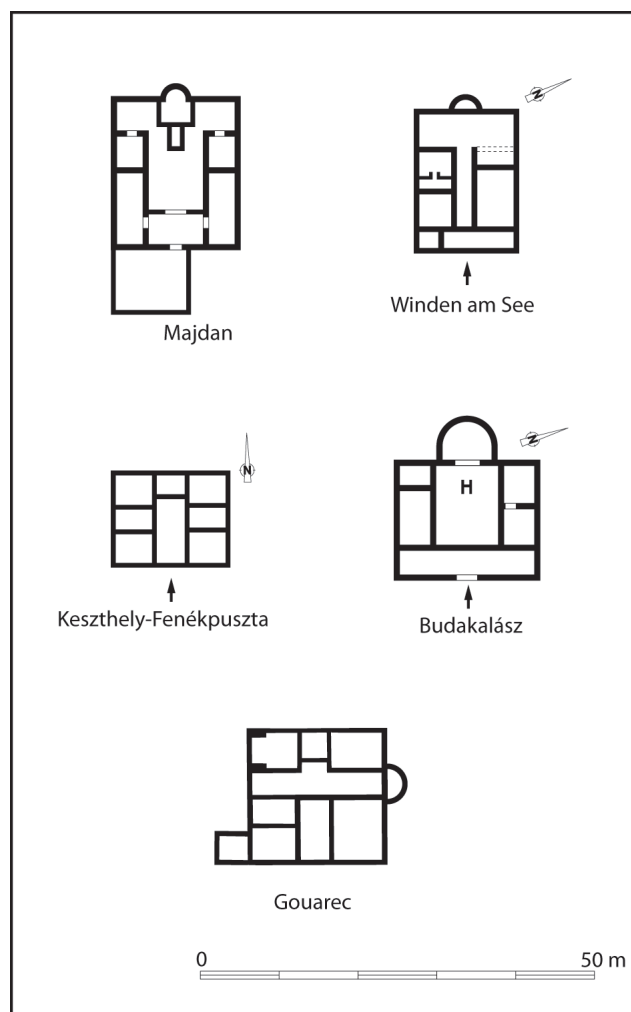 N
Majdan
Winden am See
N
N
H
Keszthely-Fenékpuszta
Budakalász
Gouarec
0
50 m